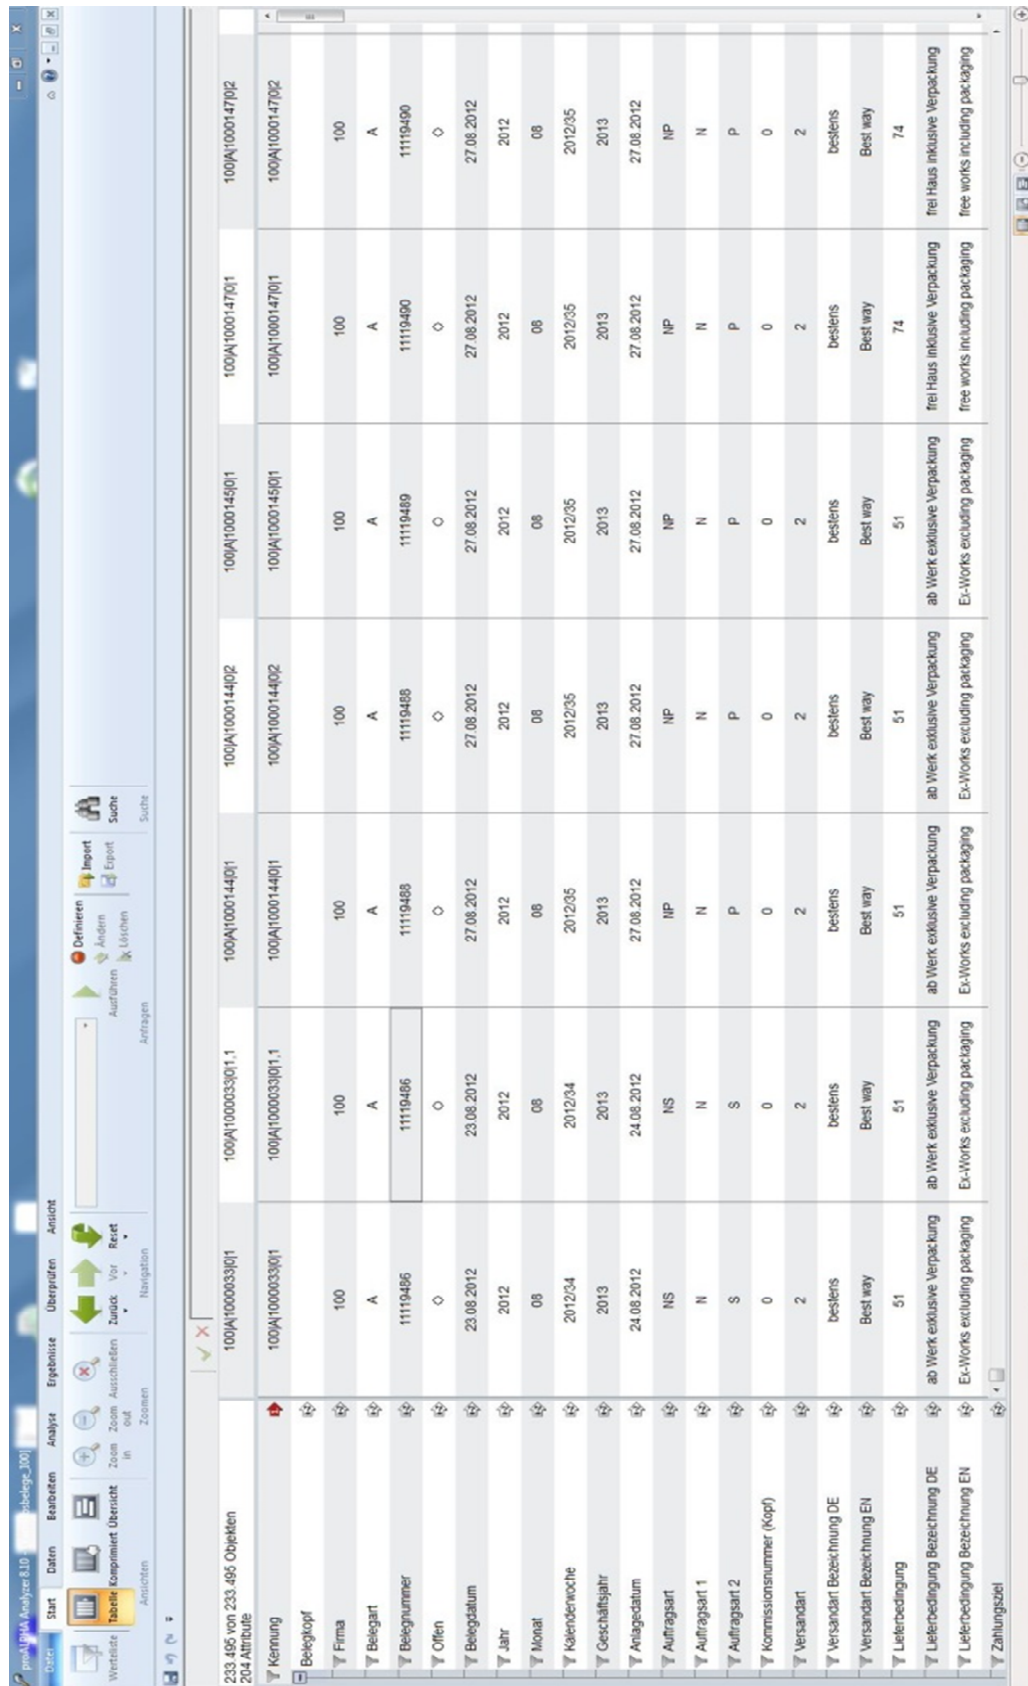 proALPHA Analyzer 8.10
sbelege_100|
Datei Start Daten Bearbeiten Analyse Ergebnisse Überprüfen Ansicht
Werteliste Tabelle Komprimiert Übersicht Zoom in Zoom out Ausschließen Zurück Vor Reset Ausführen Definieren Ändern Löschen Import Export Suche
Ansichten Zoomen Navigation Anfragen Suche
233.495 von 233.495 Objekten 100|A|1000033|0|1 100|A|1000033|0|1,1 100|A|1000144|0|1 100|A|1000144|0|2 100|A|1000145|0|1 100|A|1000147|0|1 100|A|1000147|0|2
204 Attribute
Kennung 100|A|1000033|0|1 100|A|1000033|0|1,1 100|A|1000144|0|1 100|A|1000144|0|2 100|A|1000145|0|1 100|A|1000147|0|1 100|A|1000147|0|2
Belegkopf
Firma 100 100 100 100 100 100 100
Belegart A A A A A A A
Belegnummer 11119486 11119486 11119488 11119488 11119489 11119490 11119490
Offen
Belegdatum 23.08.2012 23.08.2012 27.08.2012 27.08.2012 27.08.2012 27.08.2012 27.08.2012
Jahr 2012 2012 2012 2012 2012 2012 2012
Monat 08 08 08 08 08 08 08
Kalenderwoche 2012/34 2012/34 2012/35 2012/35 2012/35 2012/35 2012/35
Geschäftsjahr 2013 2013 2013 2013 2013 2013 2013
Anlagedatum 24.08.2012 24.08.2012 27.08.2012 27.08.2012 27.08.2012 27.08.2012 27.08.2012
Auftragsart NS NS NP NP NP NP NP
Auftragsart 1 N N N N N N N
Auftragsart 2 S S P P P P P
Kommissionsnummer (Kopf) 0 0 0 0 0 0 0
Versandart 2 2 2 2 2 2 2
Versandart Bezeichnung DE bestens bestens bestens bestens bestens bestens bestens
Versandart Bezeichnung EN Best way Best way Best way Best way Best way Best way Best way
Lieferbedingung 51 51 51 51 51 74 74
Lieferbedingung Bezeichnung DE ab Werk exklusive Verpackung ab Werk exklusive Verpackung ab Werk exklusive Verpackung ab Werk exklusive Verpackung ab Werk exklusive Verpackung frei Haus inklusive Verpackung frei Haus inklusive Verpackung
Lieferbedingung Bezeichnung EN Ex-Works excluding packaging Ex-Works excluding packaging Ex-Works excluding packaging Ex-Works excluding packaging Ex-Works excluding packaging free works including packaging free works including packaging
Zahlungsziel